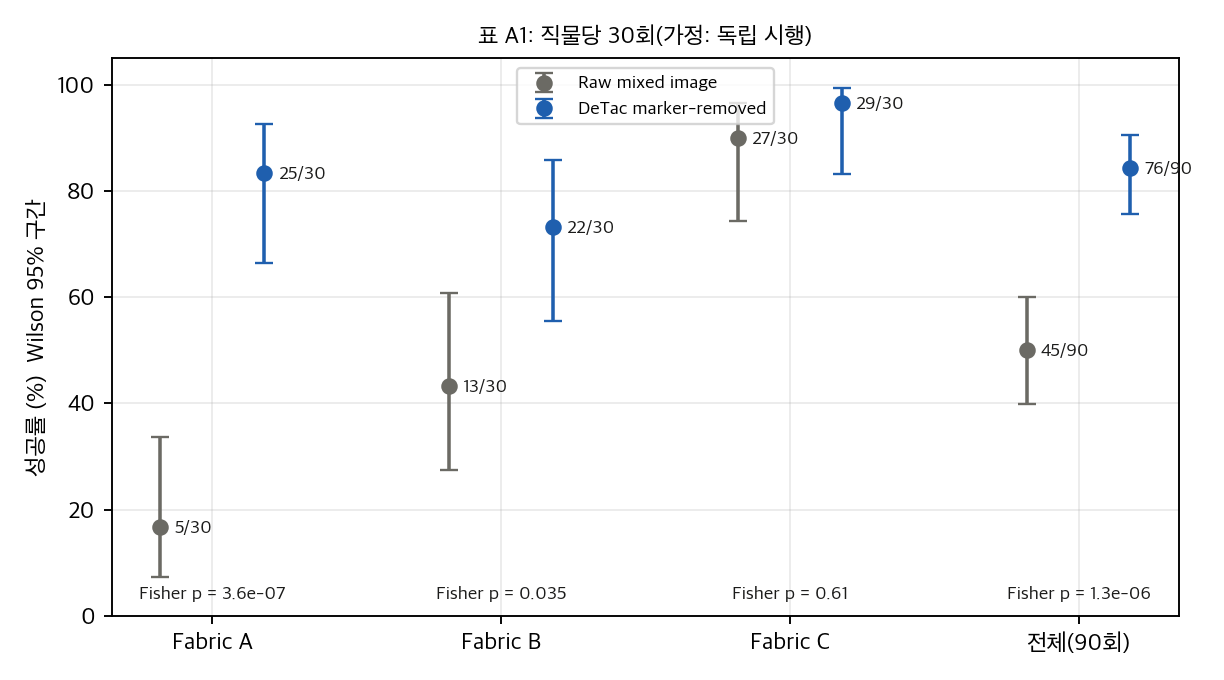 표 A1: 직물당 30회(가정: 독립 시행)
성공률 (%) Wilson 95% 구간
100
80
60
40
20
0
Raw mixed image
DeTac marker-removed
5/30
25/30
13/30
22/30
27/30
29/30
45/90
76/90
Fisher p = 3.6e-07
Fisher p = 0.035
Fisher p = 0.61
Fisher p = 1.3e-06
Fabric A
Fabric B
Fabric C
전체(90회)